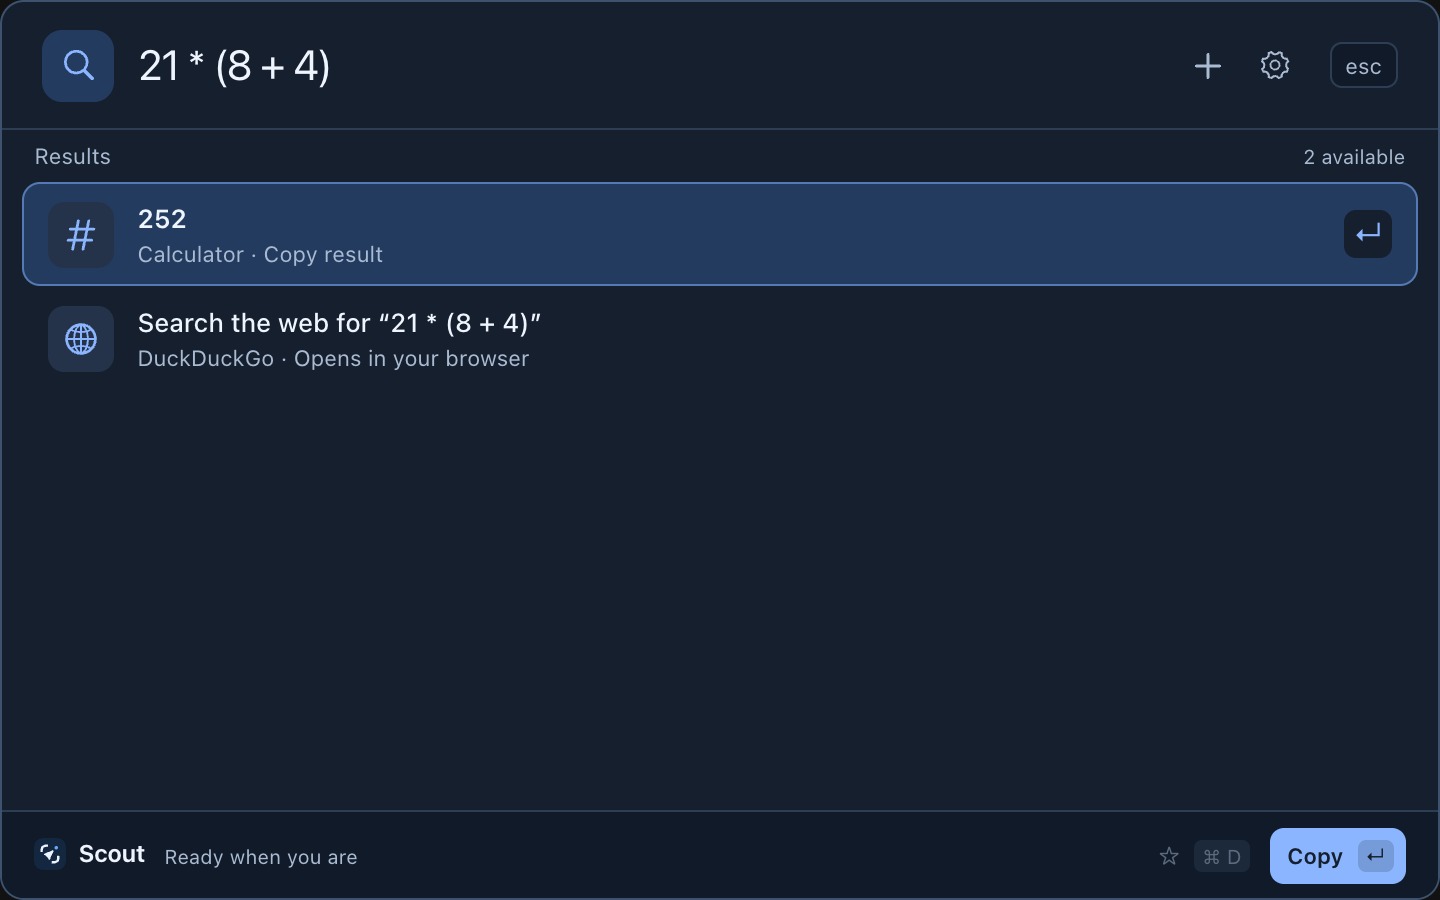 21 * (8 + 4)
esc
Results
2 available
252
Calculator · Copy result
Search the web for “21 * (8 + 4)”
DuckDuckGo · Opens in your browser
Scout
Ready when you are
⌘ D
Copy